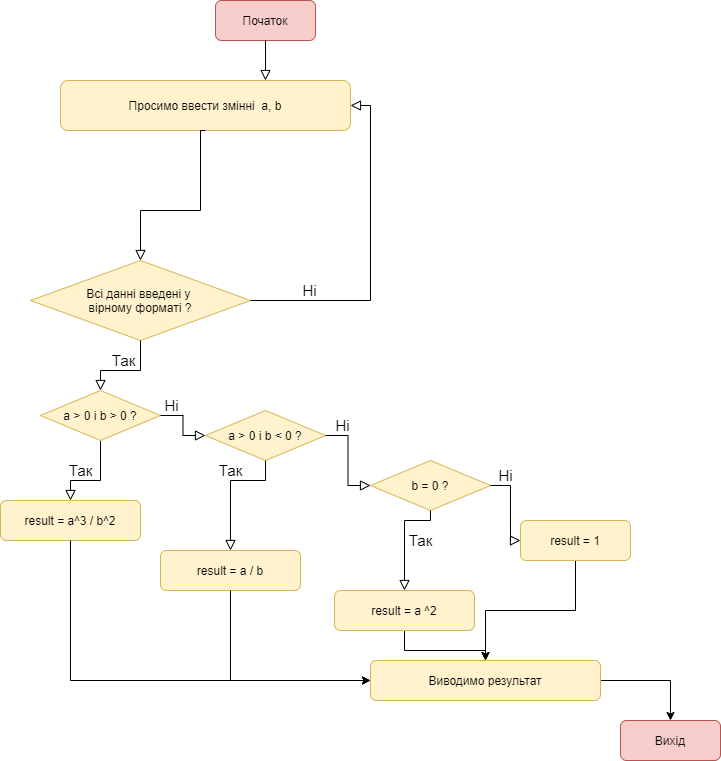 Початок
Просимо ввести змінні a, b
Всі данні введені у
вірному форматі ?
Ні
Так
a > 0 і b > 0 ?
Ні
a > 0 і b < 0 ?
Ні
Так
Так
b = 0 ?
Ні
result = a^3 / b^2
Так
result = 1
result = a / b
result = a ^2
Виводимо результат
Вихід